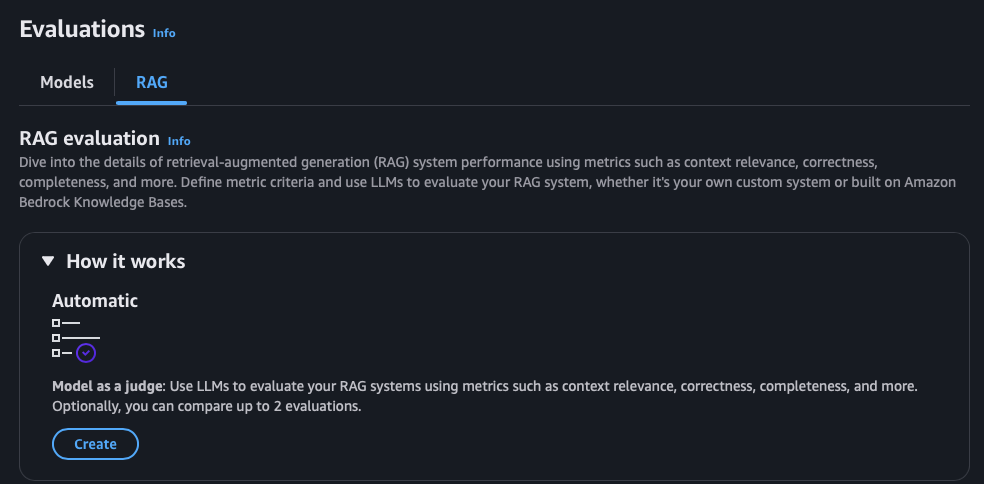 Evaluations Info
Models
RAG
RAG evaluation Info
Dive into the details of retrieval-augmented generation (RAG) system performance using metrics such as context relevance, correctness,
completeness, and more. Define metric criteria and use LLMs to evaluate your RAG system, whether it's your own custom system or built on Amazon
Bedrock Knowledge Bases.
How it works
Automatic
Model as a judge: Use LLMs to evaluate your RAG systems using metrics such as context relevance, correctness, completeness, and more.
Optionally, you can compare up to 2 evaluations.
Create